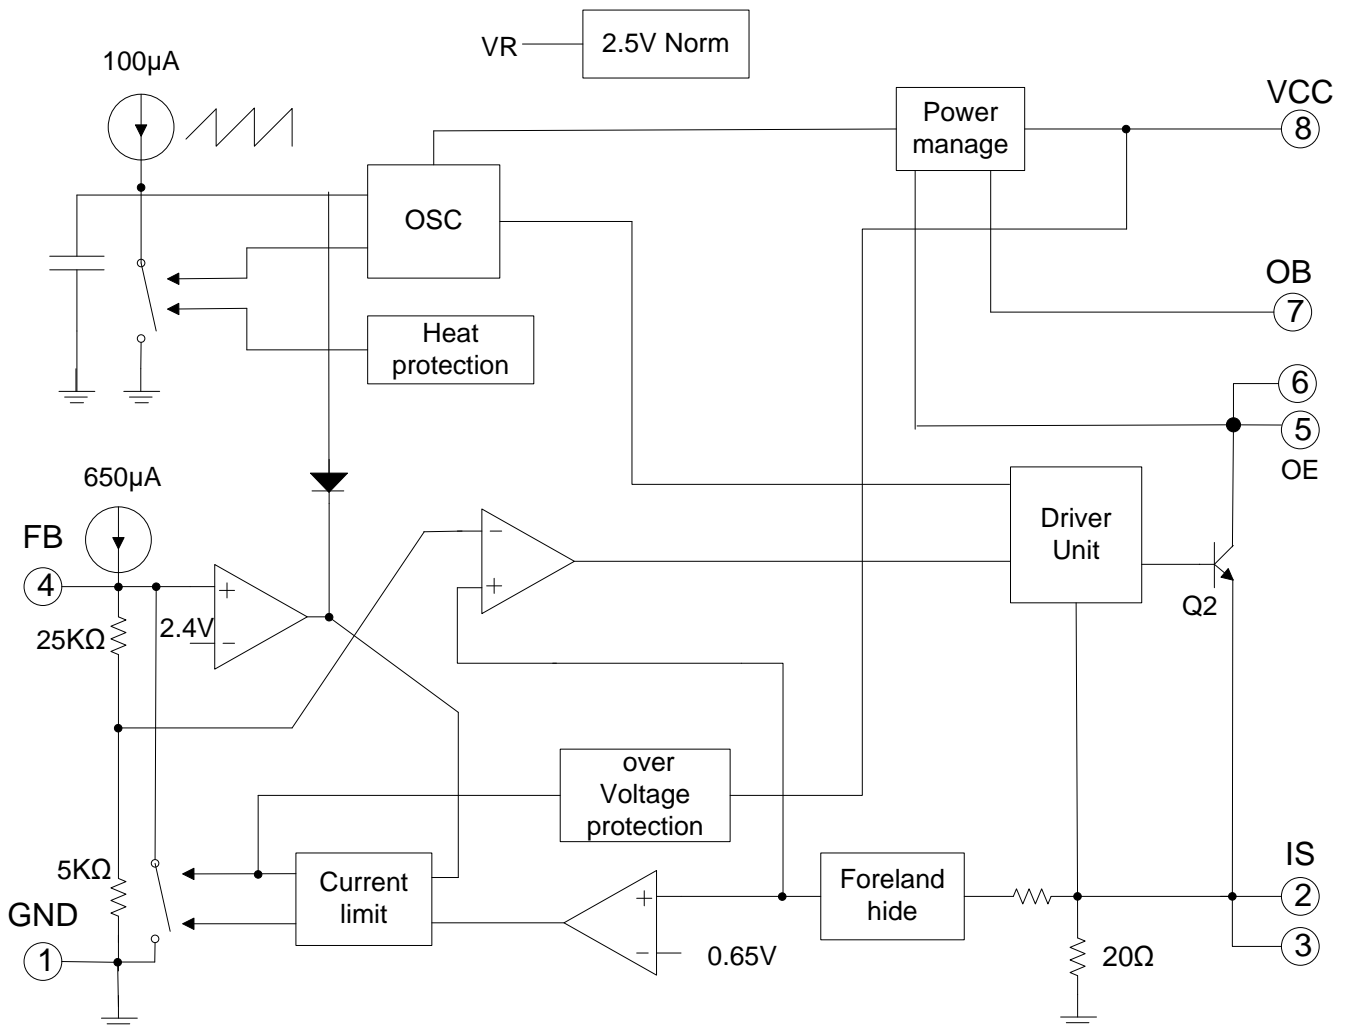 VR
2.5V Norm
100µA
VCC
8
Power
manage
OSC
OB
7
Heat
protection
6
5
OE
650µA
FB
4
+
2.4V
−
25KΩ
−
+
Driver
Unit
Q2
over
Voltage
protection
5KΩ
GND
1
Current
limit
+
−
0.65V
Foreland
hide
IS
2
3
20Ω